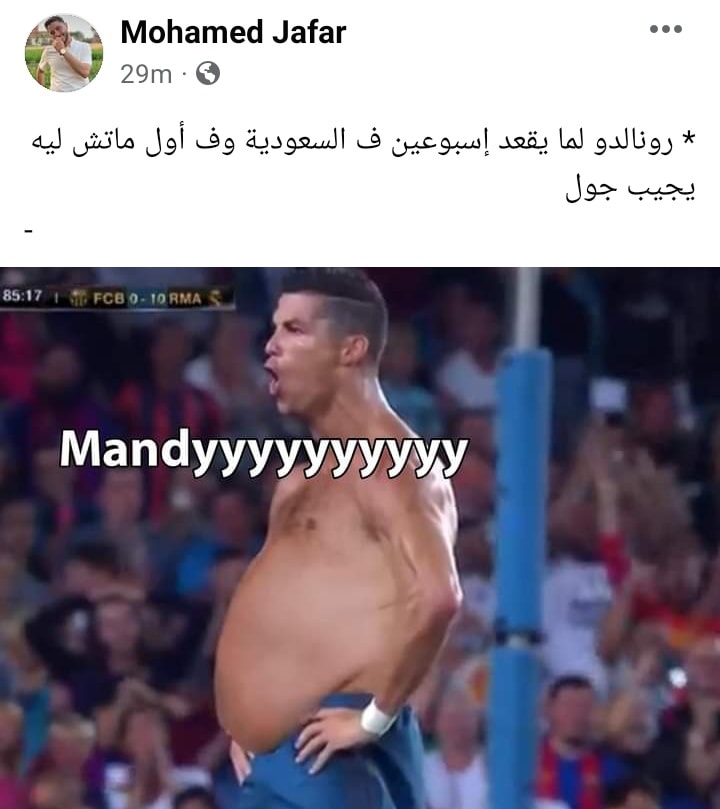 Mohamed Jafar
29m ·
* رونالدو لما يقعد إسبوعين ف السعودية وف أول ماتش ليه
يجيب جول
-
85:17 | FCB 0 - 10 RMA
Mandyyyyyyyyyy